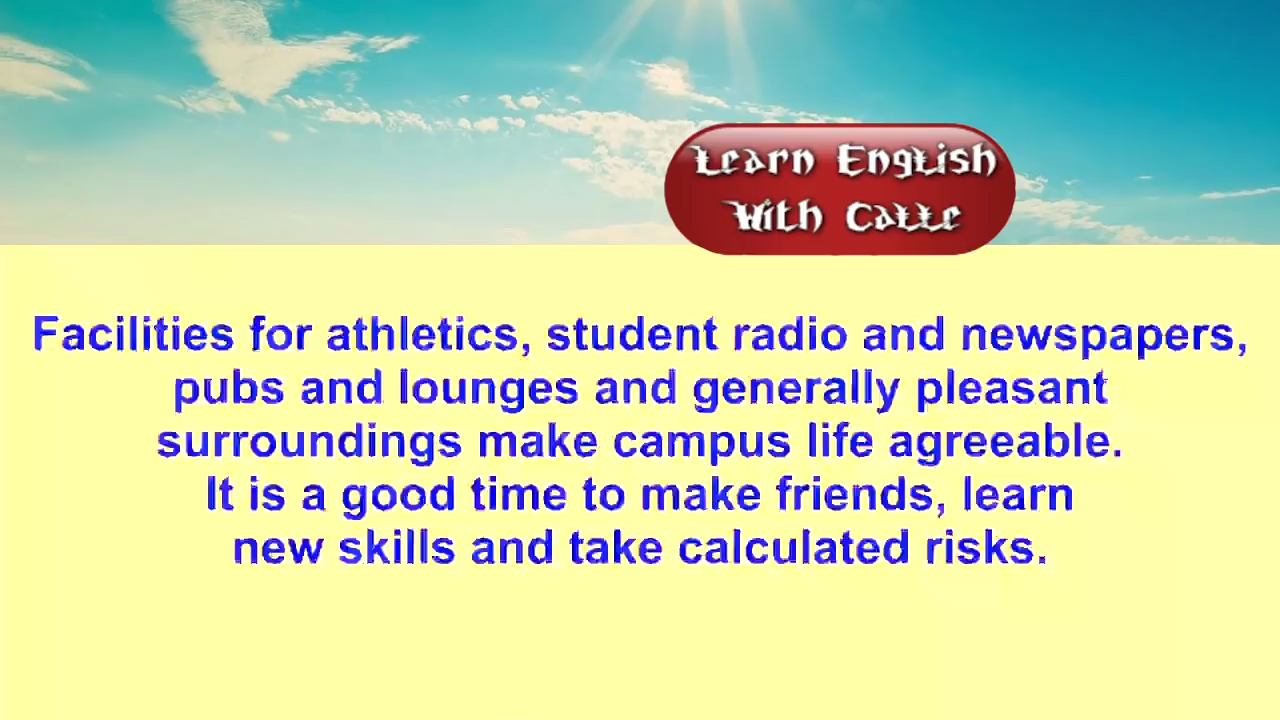 Learn English
With Calle
Facilities for athletics, student radio and newspapers,
pubs and lounges and generally pleasant
surroundings make campus life agreeable.
It is a good time to make friends, learn
new skills and take calculated risks.